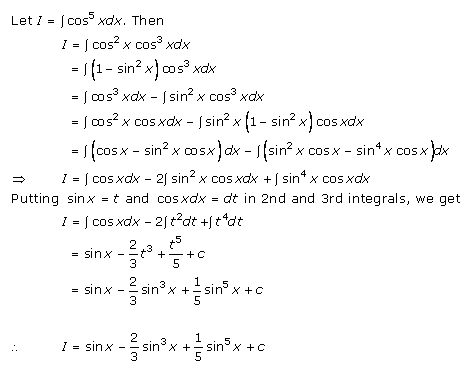 Let I = ∫cos⁵ xdx. Then
I = ∫cos² x cos³ xdx
= ∫(1 − sin² x) cos³ xdx
= ∫cos³ xdx − ∫sin² x cos³ xdx
= ∫cos² x cos xdx − ∫sin² x (1 − sin² x) cos xdx
= ∫(cos x − sin² x cos x) dx − ∫(sin² x cos x − sin⁴ x cos x)dx
⇒ I = ∫cos xdx − 2∫sin² x cos xdx + ∫sin⁴ x cos xdx
Putting sin x = t and cos xdx = dt in 2nd and 3rd integrals, we get
I = ∫cos xdx − 2∫t²dt +∫t⁴dt
= sin x − 2/3 t³ + t⁵/5 + c
= sin x − 2/3 sin³ x + 1/5 sin⁵ x + c
∴ I = sin x − 2/3 sin³ x + 1/5 sin⁵ x + c